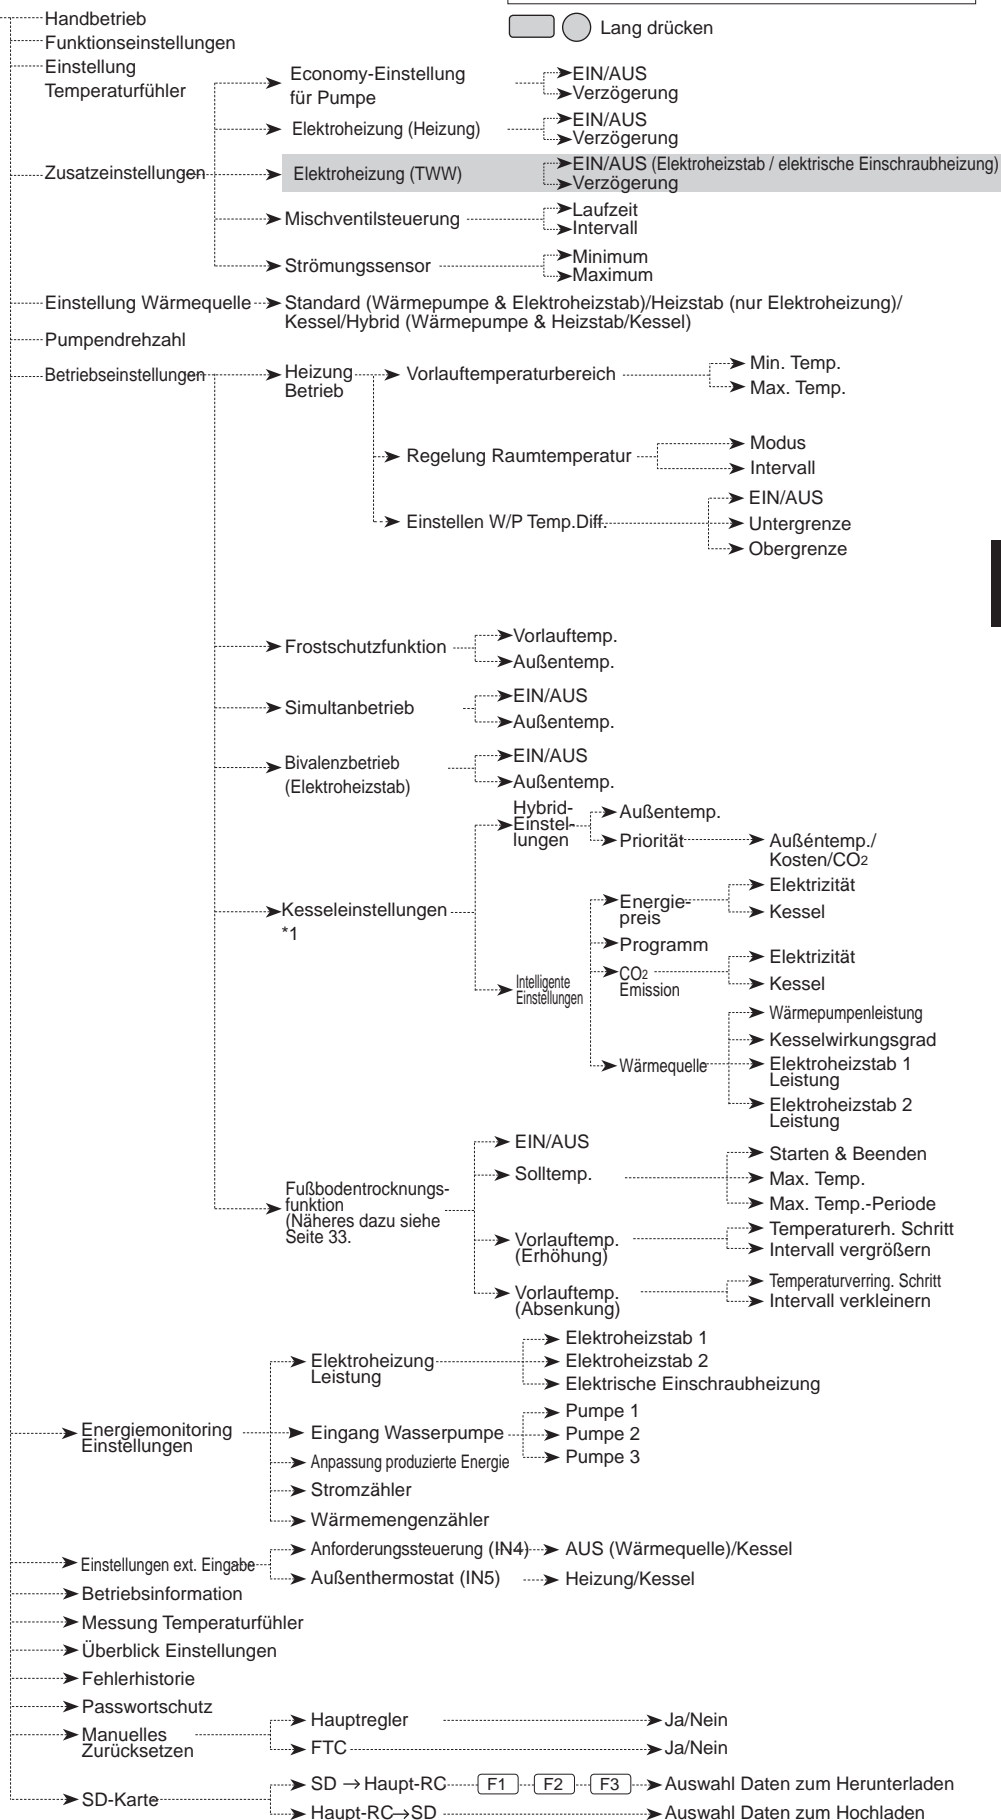 Lang drücken
Handbetrieb
Funktionseinstellungen
Einstellung
Temperaturfühler
Zusatzeinstellungen
Economy-Einstellung
für Pumpe
EIN/AUS
Verzögerung
Elektroheizung (Heizung)
EIN/AUS
Verzögerung
Elektroheizung (TWW)
EIN/AUS (Elektroheizstab / elektrische Einschraubheizung)
Verzögerung
Mischventilsteuerung
Laufzeit
Intervall
Strömungssensor
Minimum
Maximum
Einstellung Wärmequelle
Standard (Wärmepumpe & Elektroheizstab)/Heizstab (nur Elektroheizung)/
Kessel/Hybrid (Wärmepumpe & Heizstab/Kessel)
Pumpendrehzahl
Betriebseinstellungen
Heizung
Betrieb
Vorlauftemperaturbereich
Min. Temp.
Max. Temp.
Regelung Raumtemperatur
Modus
Intervall
Einstellen W/P Temp.Diff.
EIN/AUS
Untergrenze
Obergrenze
Frostschutzfunktion
Vorlauftemp.
Außentemp.
Simultanbetrieb
EIN/AUS
Außentemp.
Bivalenzbetrieb
(Elektroheizstab)
EIN/AUS
Außentemp.
Kesseleinstellungen
*1
Hybrid-
Einstel-
lungen
Außentemp.
Priorität
Außéntemp./
Kosten/CO2
Intelligente
Einstellungen
Energie-
preis
Elektrizität
Kessel
Programm
CO2
Emission
Elektrizität
Kessel
Wärmequelle
Wärmepumpenleistung
Kesselwirkungsgrad
Elektroheizstab 1
Leistung
Elektroheizstab 2
Leistung
Fußbodentrocknungs-
funktion
(Näheres dazu siehe
Seite 33.
EIN/AUS
Solltemp.
Starten & Beenden
Max. Temp.
Max. Temp.-Periode
Vorlauftemp.
(Erhöhung)
Temperaturerh. Schritt
Intervall vergrößern
Vorlauftemp.
(Absenkung)
Temperaturverring. Schritt
Intervall verkleinern
Energiemonitoring
Einstellungen
Elektroheizung
Leistung
Elektroheizstab 1
Elektroheizstab 2
Elektrische Einschraubheizung
Eingang Wasserpumpe
Pumpe 1
Pumpe 2
Pumpe 3
Anpassung produzierte Energie
Stromzähler
Wärmemengenzähler
Einstellungen ext. Eingabe
Anforderungssteuerung (IN4)
AUS (Wärmequelle)/Kessel
Außenthermostat (IN5)
Heizung/Kessel
Betriebsinformation
Messung Temperaturfühler
Überblick Einstellungen
Fehlerhistorie
Passwortschutz
Manuelles
Zurücksetzen
Hauptregler
Ja/Nein
FTC
Ja/Nein
SD-Karte
SD → Haupt-RC F1 F2 F3 Auswahl Daten zum Herunterladen
Haupt-RC→SD Auswahl Daten zum Hochladen